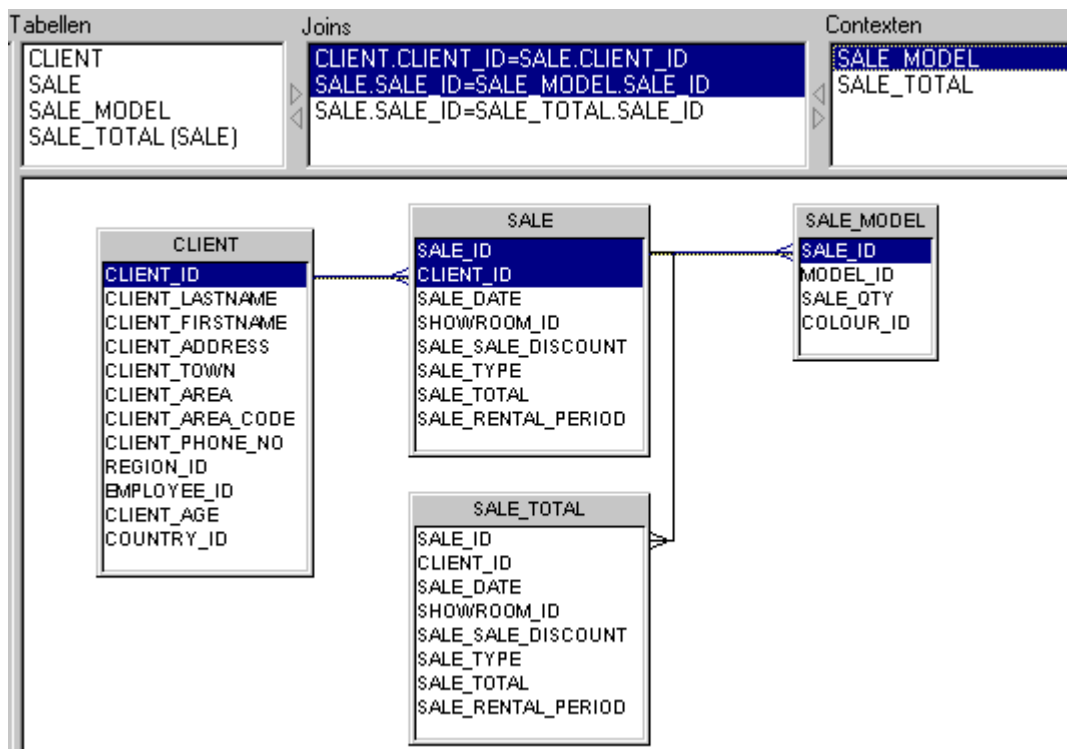 Tabellen
CLIENT
SALE
SALE_MODEL
SALE_TOTAL (SALE)
Joins
CLIENT.CLIENT_ID=SALE.CLIENT_ID
SALE.SALE_ID=SALE_MODEL.SALE_ID
SALE.SALE_ID=SALE_TOTAL.SALE_ID
Contexten
SALE_MODEL
SALE_TOTAL
CLIENT
CLIENT_ID
CLIENT_LASTNAME
CLIENT_FIRSTNAME
CLIENT_ADDRESS
CLIENT_TOWN
CLIENT_AREA
CLIENT_AREA_CODE
CLIENT_PHONE_NO
REGION_ID
EMPLOYEE_ID
CLIENT_AGE
COUNTRY_ID
SALE
SALE_ID
CLIENT_ID
SALE_DATE
SHOWROOM_ID
SALE_SALE_DISCOUNT
SALE_TYPE
SALE_TOTAL
SALE_RENTAL_PERIOD
SALE_MODEL
SALE_ID
MODEL_ID
SALE_QTY
COLOUR_ID
SALE_TOTAL
SALE_ID
CLIENT_ID
SALE_DATE
SHOWROOM_ID
SALE_SALE_DISCOUNT
SALE_TYPE
SALE_TOTAL
SALE_RENTAL_PERIOD